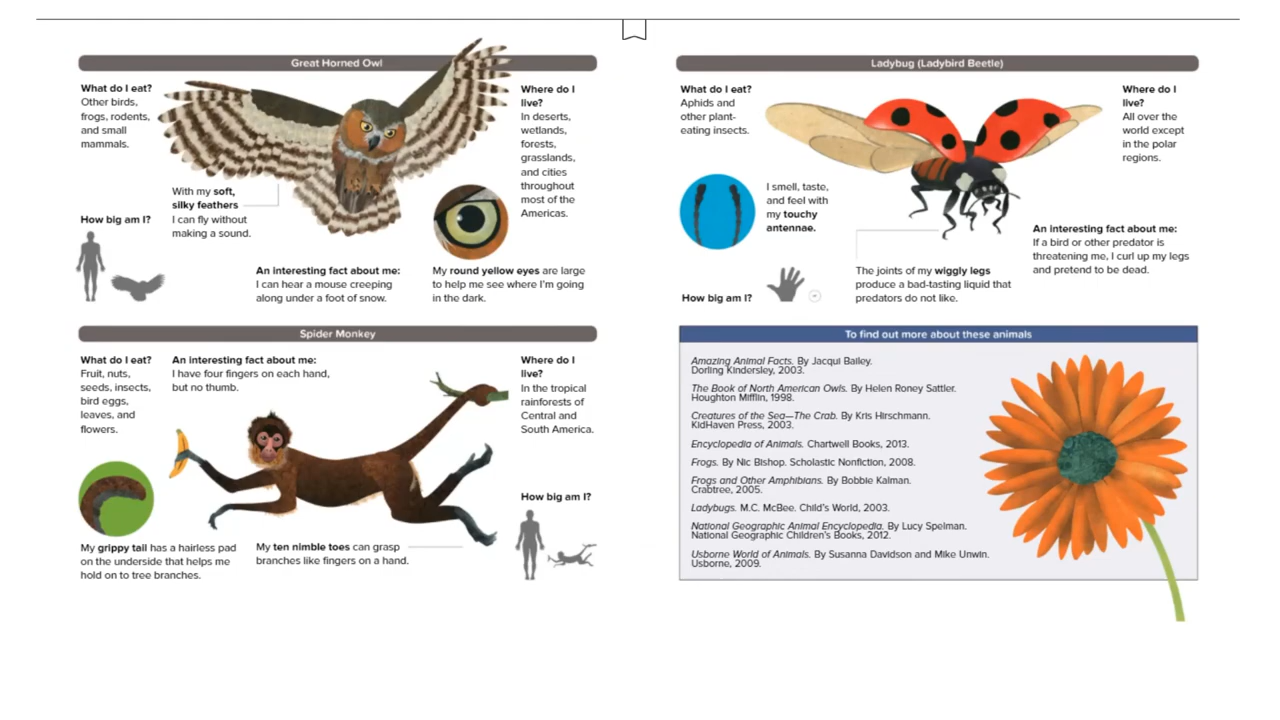 Great Horned Owl
What do I eat?
Other birds,
frogs, rodents,
and small
mammals.
With my soft,
silky feathers
I can fly without
making a sound.
How big am I?
An interesting fact about me:
I can hear a mouse creeping
along under a foot of snow.
My round yellow eyes are large
to help me see where I'm going
in the dark.
Where do I
live?
In deserts,
wetlands,
forests,
grasslands,
and cities
throughout
most of the
Americas.
Spider Monkey
What do I eat?
Fruit, nuts,
seeds, insects,
bird eggs,
leaves, and
flowers.
An interesting fact about me:
I have four fingers on each hand,
but no thumb.
Where do I
live?
In the tropical
rainforests of
Central and
South America.
How big am I?
My grippy tail has a hairless pad
on the underside that helps me
hold on to tree branches.
My ten nimble toes can grasp
branches like fingers on a hand.
Ladybug (Ladybird Beetle)
What do I eat?
Aphids and
other plant-
eating insects.
Where do I
live?
All over the
world except
in the polar
regions.
I smell, taste,
and feel with
my touchy
antennae.
How big am I?
The joints of my wiggly legs
produce a bad-tasting liquid that
predators do not like.
An interesting fact about me:
If a bird or other predator is
threatening me, I curl up my legs
and pretend to be dead.
To find out more about these animals
Amazing Animal Facts. By Jacqui Bailey.
Dorling Kindersley, 2003.
The Book of North American Owls. By Helen Roney Sattler.
Houghton Mifflin, 1998.
Creatures of the Sea—The Crab. By Kris Hirschmann.
KidHaven Press, 2003.
Encyclopedia of Animals. Chartwell Books, 2013.
Frogs. By Nic Bishop. Scholastic Nonfiction, 2008.
Frogs and Other Amphibians. By Bobbie Kalman.
Crabtree, 2005.
Ladybugs. M.C. McBee. Child's World, 2003.
National Geographic Animal Encyclopedia. By Lucy Spelman.
National Geographic Children's Books, 2012.
Usborne World of Animals. By Susanna Davidson and Mike Unwin.
Usborne, 2009.